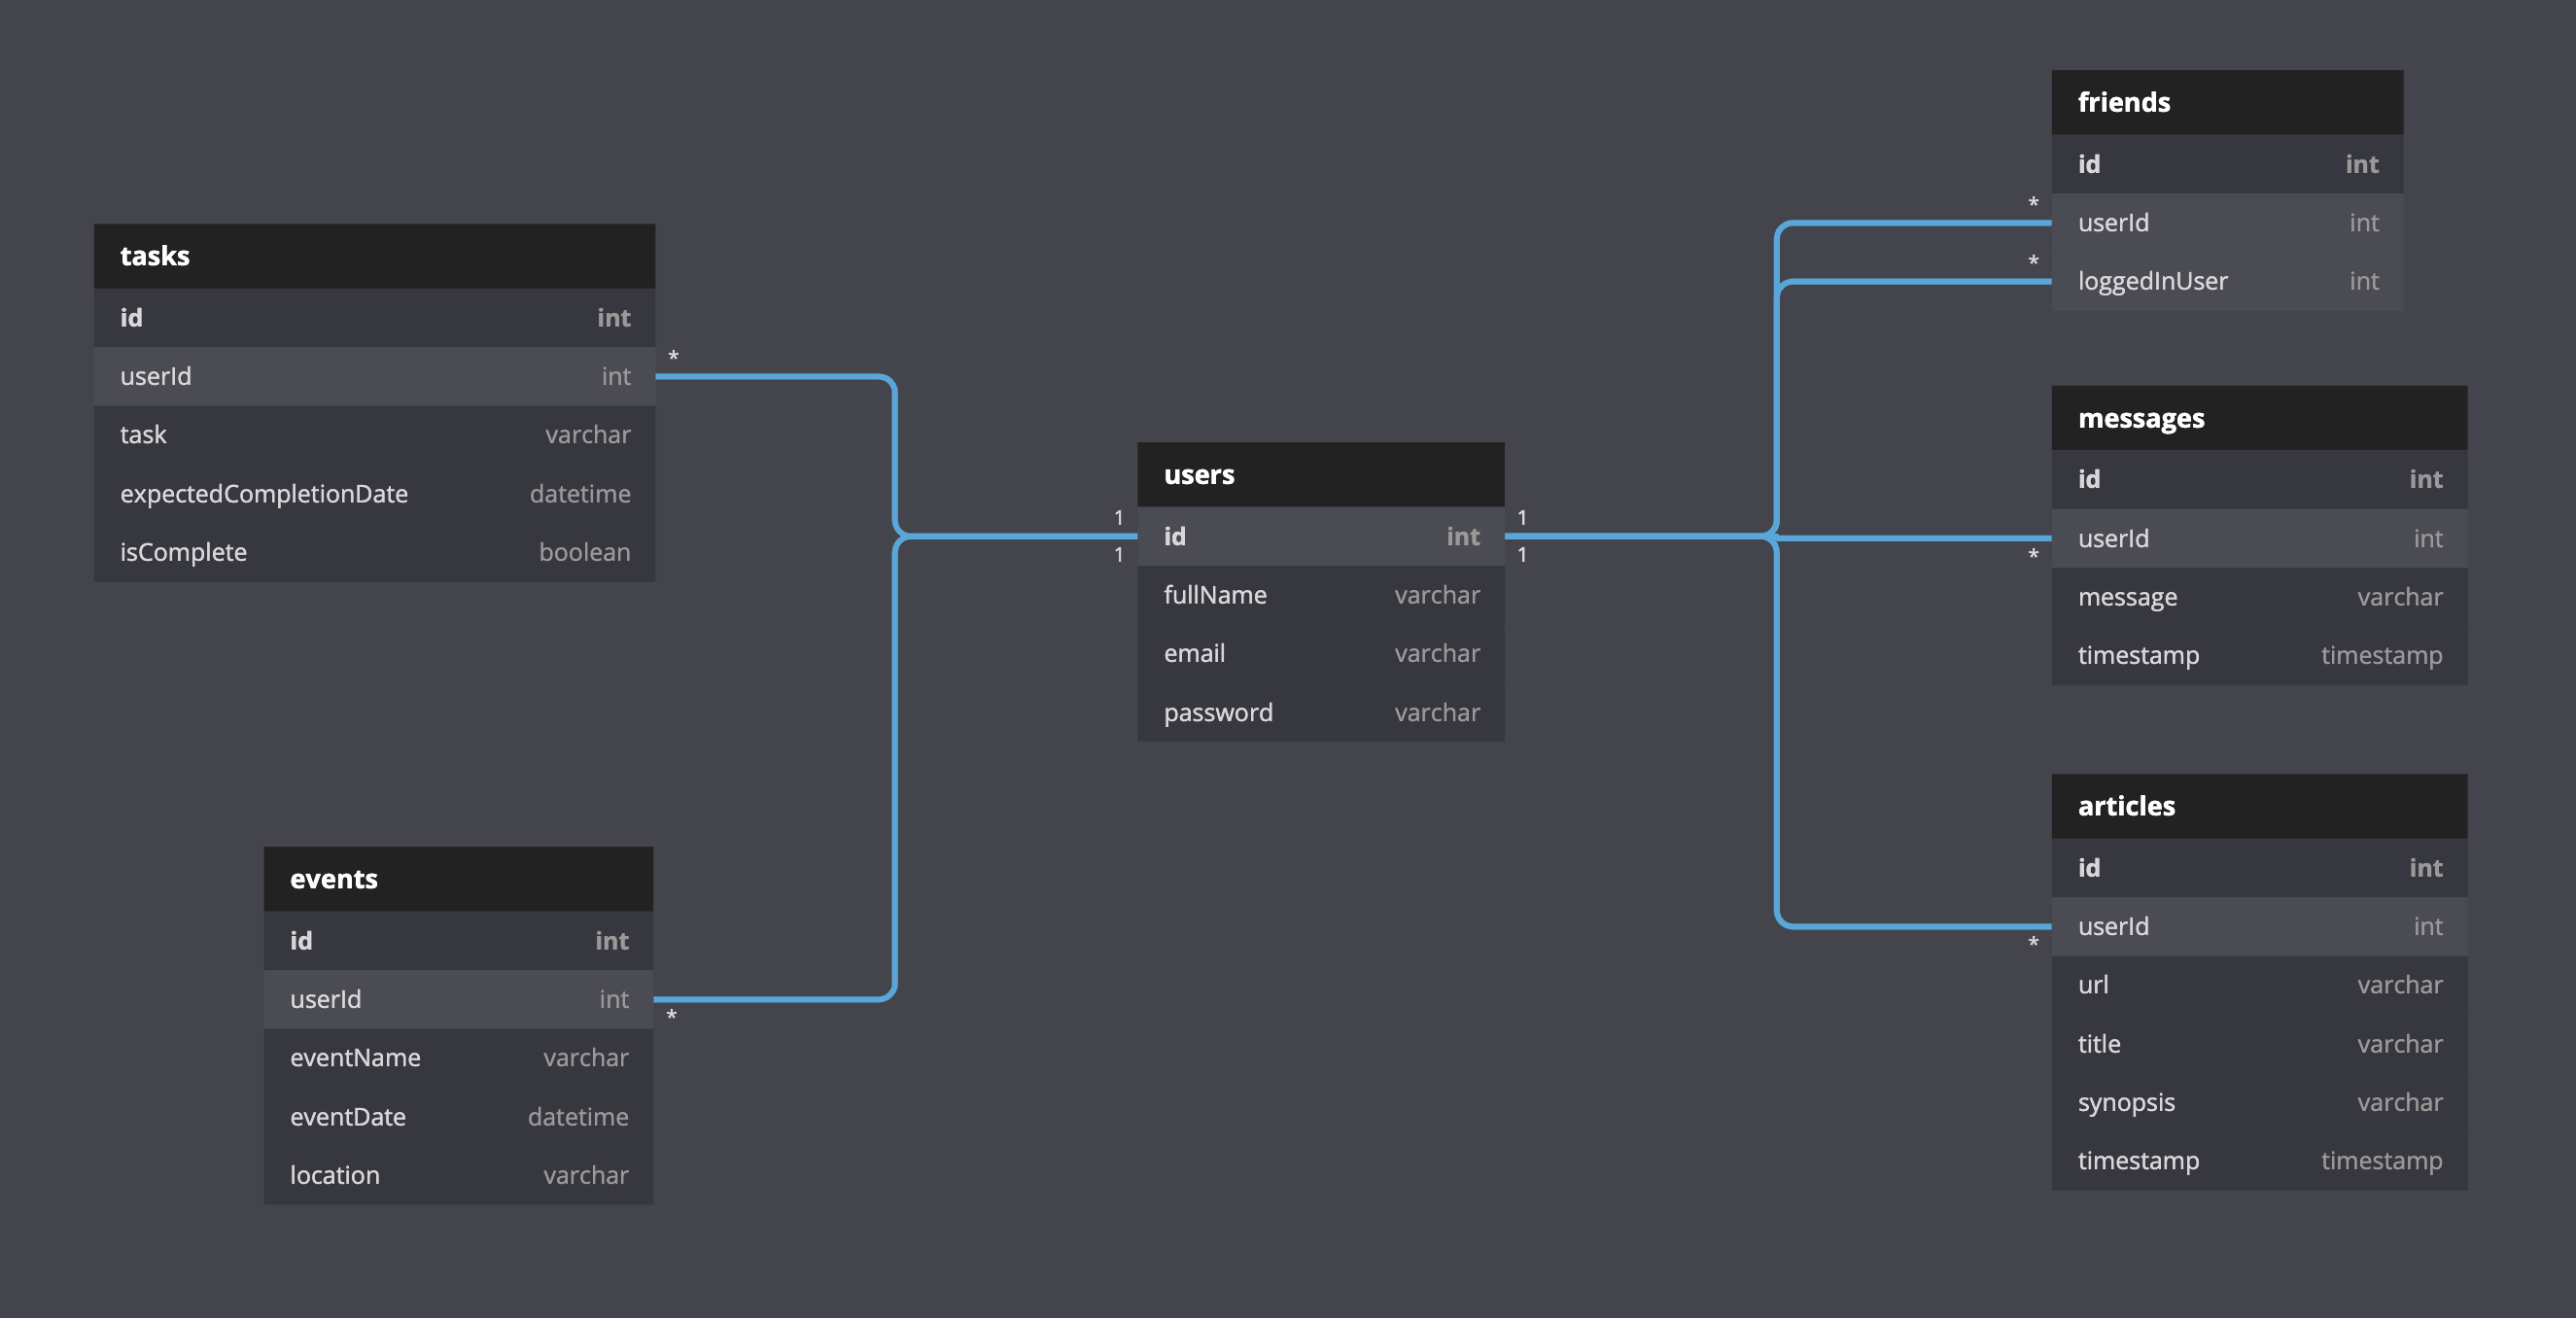 tasks
id int
userId int
task varchar
expectedCompletionDate datetime
isComplete boolean
*
events
id int
userId int
eventName varchar
eventDate datetime
location varchar
*
1
1
users
id int
fullName varchar
email varchar
password varchar
1
1
friends
id int
* userId int
* loggedInUser int
messages
id int
userId int
*
message varchar
timestamp timestamp
articles
id int
userId int
*
url varchar
title varchar
synopsis varchar
timestamp timestamp